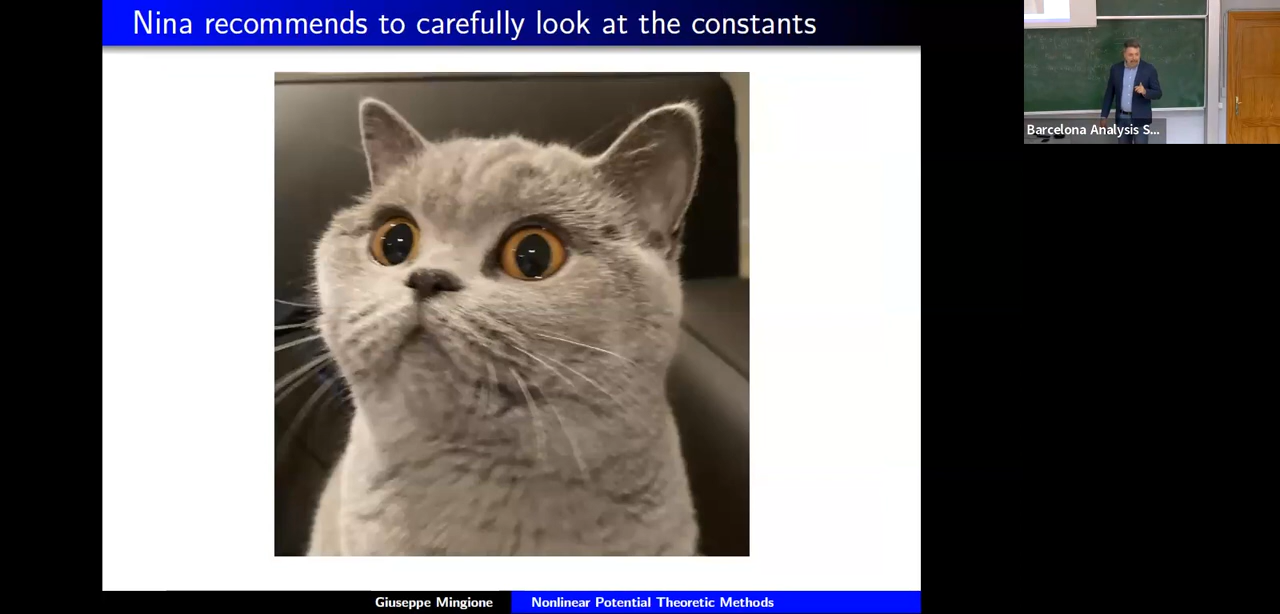 Nina recommends to carefully look at the constants
Barcelona Analysis S...
Giuseppe Mingione
Nonlinear Potential Theoretic Methods